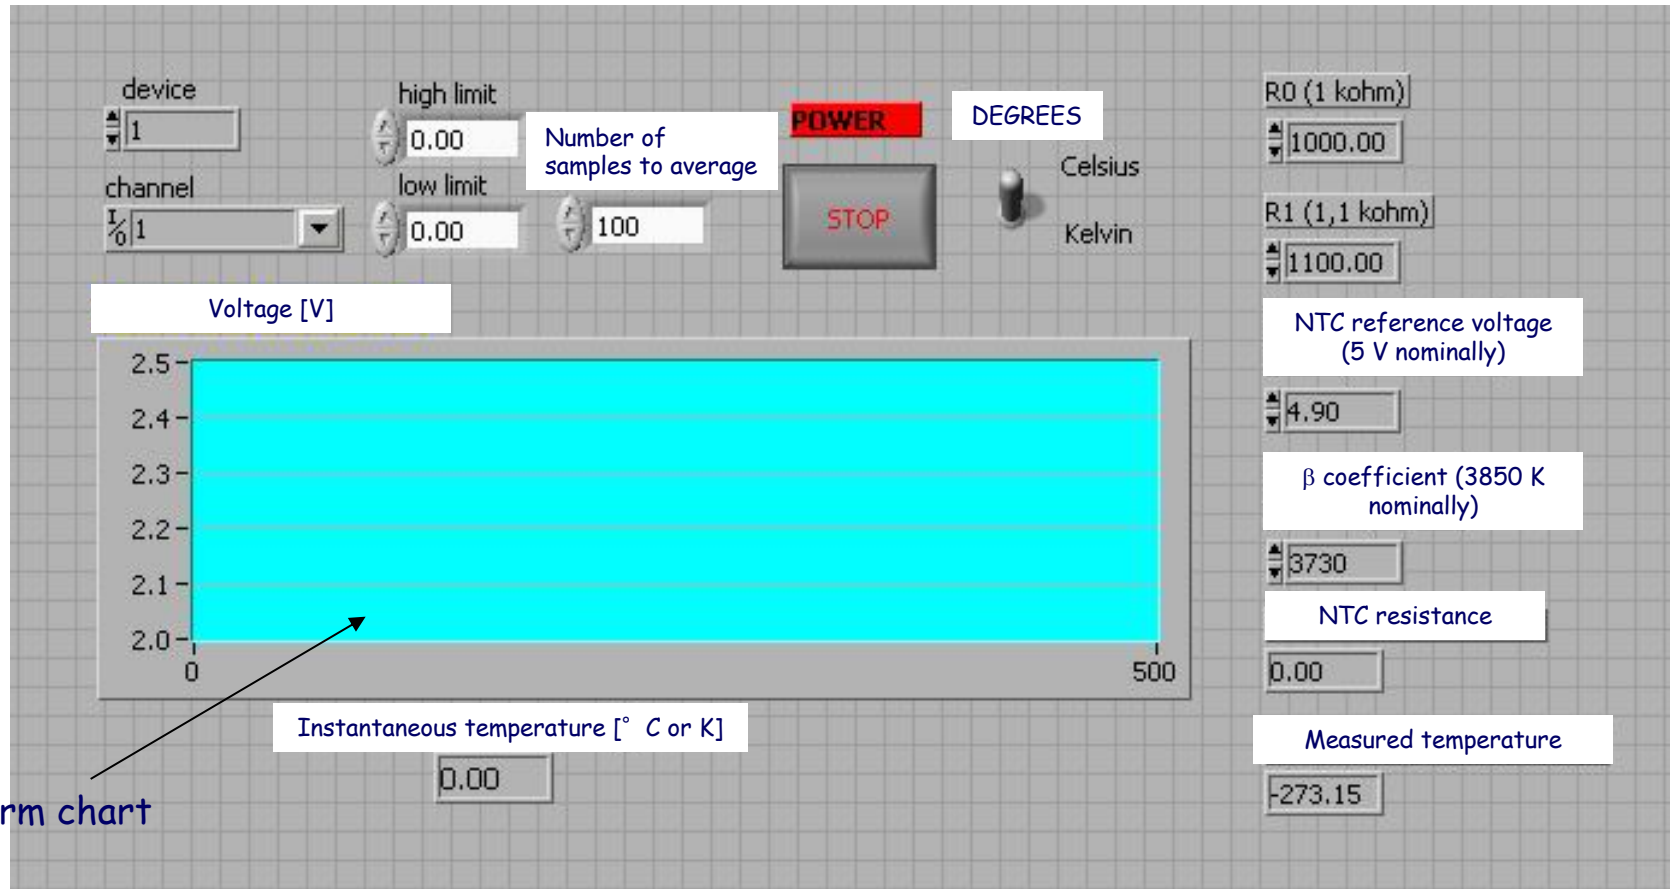 device
1
channel
I/O 1
high limit
0.00
low limit
0.00
Number of
samples to average
100
POWER
STOP
DEGREES
Celsius
Kelvin
R0 (1 kohm)
1000.00
R1 (1,1 kohm)
1100.00
NTC reference voltage
(5 V nominally)
4.90
β coefficient (3850 K
nominally)
3730
NTC resistance
0.00
Measured temperature
-273.15
Voltage [V]
2.5
2.4
2.3
2.2
2.1
2.0
0
500
Instantaneous temperature [° C or K]
0.00
rm chart